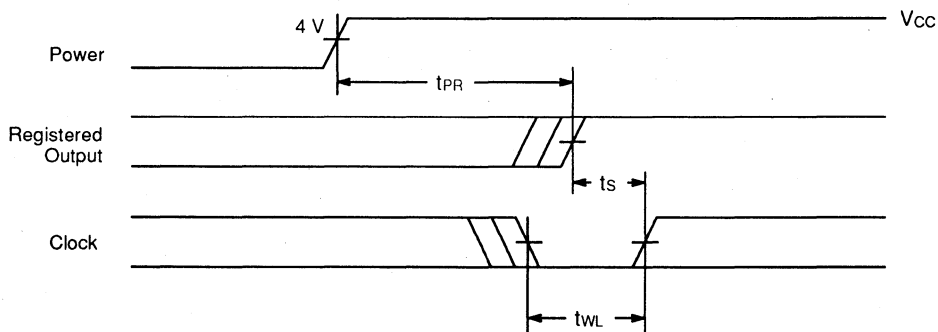 4 V
VCC
Power
tPR
Registered
Output
tS
Clock
tWL